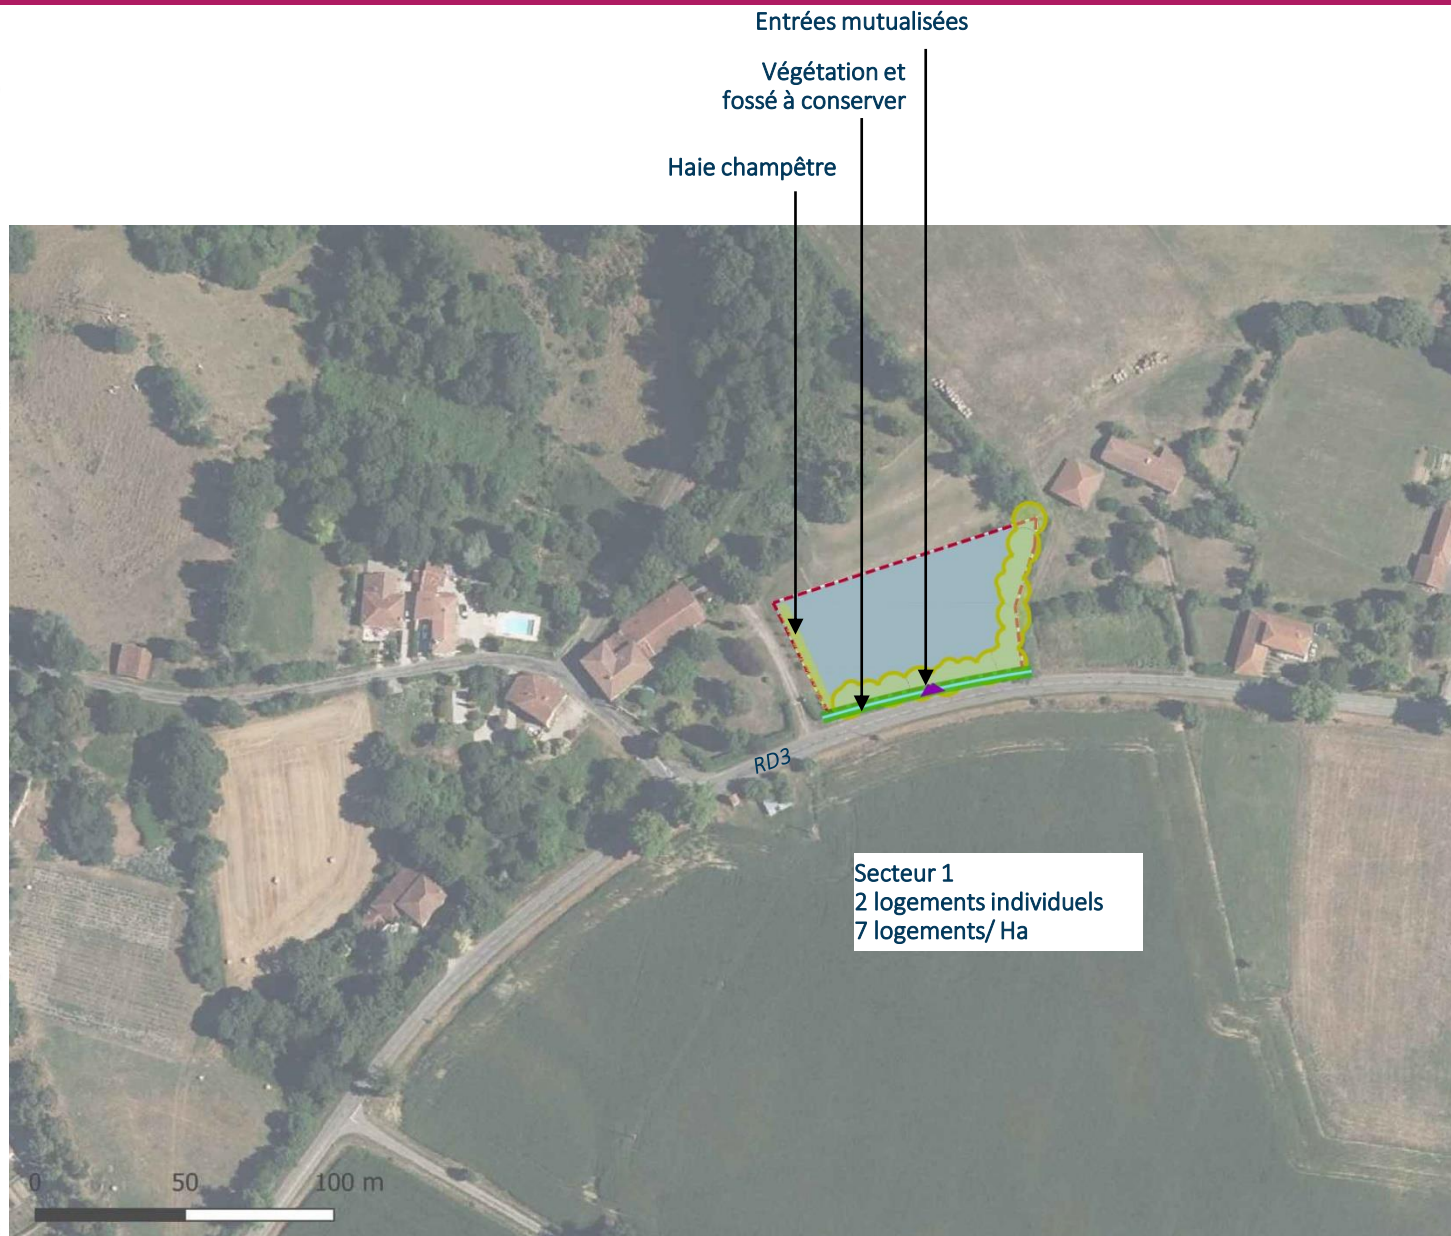 Entrées mutualisées
Végétation et
fossé à conserver
Haie champêtre
RD3
Secteur 1
2 logements individuels
7 logements/ Ha
0 50 100 m